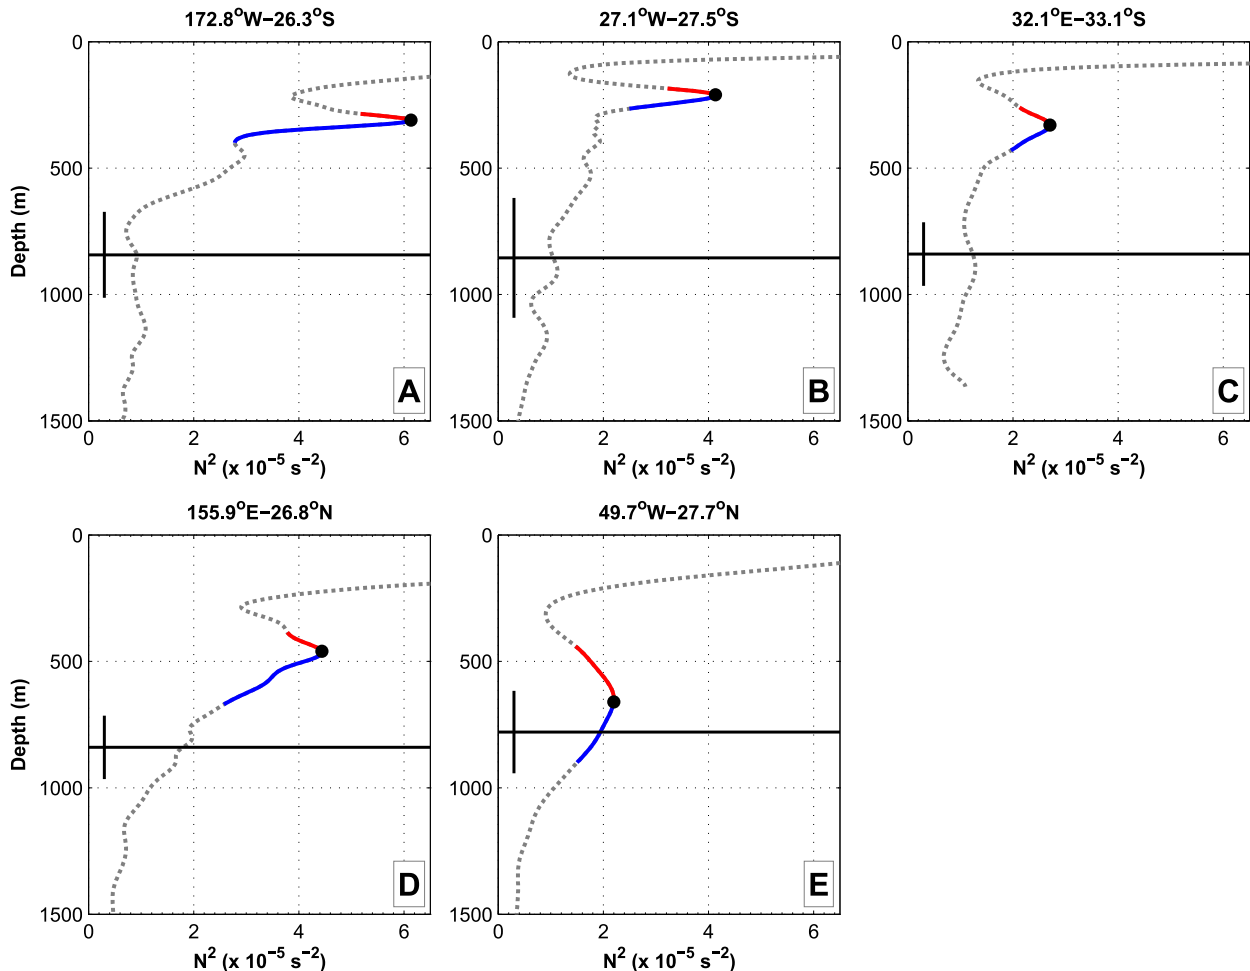 172.8°W−26.3°S
27.1°W−27.5°S
32.1°E−33.1°S
0
500
1000
1500
Depth (m)
0 2 4 6
N² (x 10⁻⁵ s⁻²)
A
0
500
1000
1500
0 2 4 6
N² (x 10⁻⁵ s⁻²)
B
0
500
1000
1500
0 2 4 6
N² (x 10⁻⁵ s⁻²)
C
155.9°E−26.8°N
49.7°W−27.7°N
0
500
1000
1500
Depth (m)
0 2 4 6
N² (x 10⁻⁵ s⁻²)
D
0
500
1000
1500
0 2 4 6
N² (x 10⁻⁵ s⁻²)
E